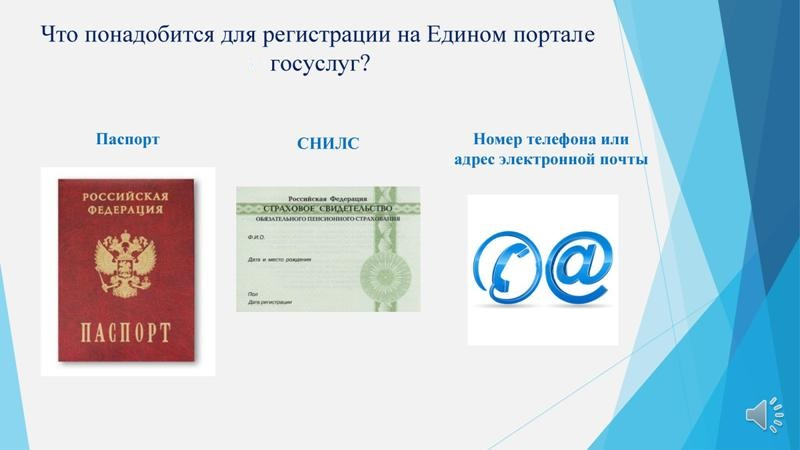 Что понадобится для регистрации на Едином портале
госуслуг?
Паспорт
СНИЛС
Номер телефона или
адрес электронной почты
РОССИЙСКАЯ
ФЕДЕРАЦИЯ
ПАСПОРТ
Российская Федерация
СТРАХОВОЕ СВИДЕТЕЛЬСТВО
ОБЯЗАТЕЛЬНОГО ПЕНСИОННОГО СТРАХОВАНИЯ
Ф.И.О.
Дата и место рождения
Пол
Дата регистрации
@